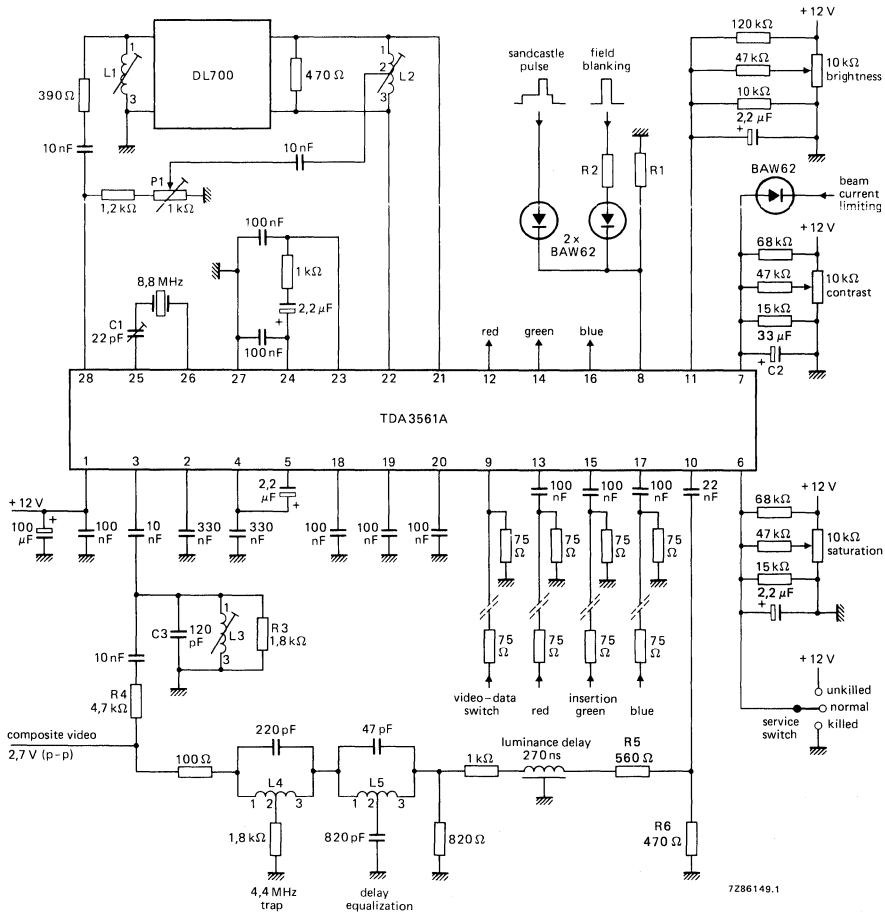 +12 V
120 kΩ
sandcastle
pulse
field
blanking
47 kΩ
10 kΩ
brightness
10 kΩ
2,2 µF
+
1
L1
3
DL700
470 Ω
1
2
L2
3
390 Ω
10 nF
10 nF
P1
1,2 kΩ
1 kΩ
R2
R1
2 x
BAW62
BAW62
beam
current
limiting
+12 V
68 kΩ
47 kΩ
10 kΩ
contrast
15 kΩ
33 µF
+
C2
100 nF
1 kΩ
2,2 µF
+
100 nF
8,8 MHz
C1
22 pF
red
green
blue
28
25
26
27
24
23
22
21
12
14
16
8
11
7
TDA3561A
1
3
2
4
5
18
19
20
9
13
15
17
10
6
+12 V
100
µF
+
100
nF
10
nF
330
nF
330
nF
2,2
µF
+
100
nF
100
nF
100
nF
100
nF
100
nF
100
nF
22
nF
75
Ω
75
Ω
75
Ω
75
Ω
75
Ω
75
Ω
75
Ω
75
Ω
video–data
switch
red
insertion
green
blue
+12 V
68 kΩ
47 kΩ
10 kΩ
saturation
15 kΩ
2,2 µF
+
+12 V
unkilled
normal
killed
service
switch
C3
120
pF
1
L3
3
R3
1,8 kΩ
10 nF
R4
4,7 kΩ
composite video
2,7 V (p–p)
100 Ω
220 pF
L4
1 2 3
1,8 kΩ
4,4 MHz
trap
47 pF
L5
1 2 3
820 pF
delay
equalization
820 Ω
1 kΩ
luminance delay
270 ns
R5
560 Ω
R6
470 Ω
7Z86149.1